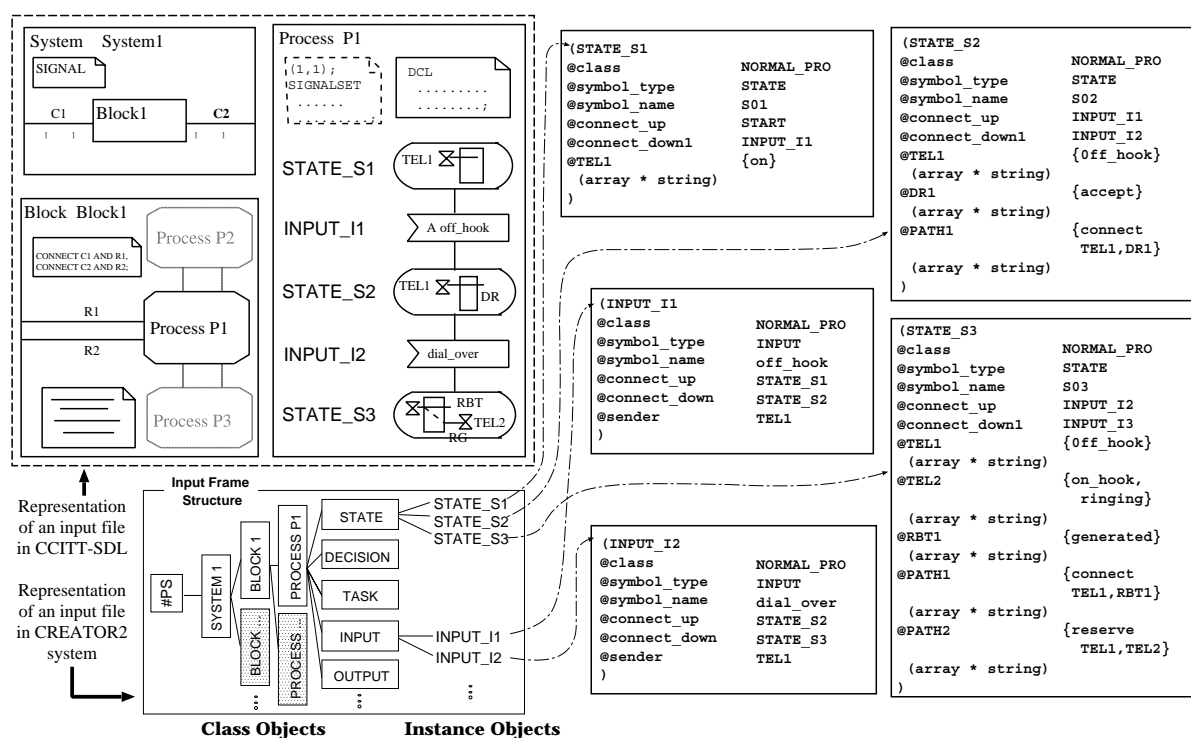 System System1
SIGNAL
C1
Block1
C2
[ ]
[ ]
Block Block1
Process P2
CONNECT C1 AND R1,
CONNECT C2 AND R2;
R1
Process P1
R2
Process P3
Process P1
(1,1);
SIGNALSET
......
DCL
.........
........;
STATE_S1
TEL1
INPUT_I1
A off_hook
STATE_S2
TEL1
DR
INPUT_I2
dial_over
STATE_S3
RBT
TEL2
RG
Representation
of an input file
in CCITT-SDL
Representation
of an input file
in CREATOR2
system
Input Frame
Structure
#PS
SYSTEM 1
BLOCK 1
BLOCK ...
PROCESS P1
PROCESS ...
STATE
DECISION
TASK
INPUT
OUTPUT
STATE_S1
STATE_S2
STATE_S3
INPUT_I1
INPUT_I2
Class Objects
Instance Objects
(STATE_S1
@class NORMAL_PRO
@symbol_type STATE
@symbol_name S01
@connect_up START
@connect_down1 INPUT_I1
@TEL1 {on}
(array * string)
)
(INPUT_I1
@class NORMAL_PRO
@symbol_type INPUT
@symbol_name off_hook
@connect_up STATE_S1
@connect_down STATE_S2
@sender TEL1
)
(INPUT_I2
@class NORMAL_PRO
@symbol_type INPUT
@symbol_name dial_over
@connect_up STATE_S2
@connect_down STATE_S3
@sender TEL1
)
(STATE_S2
@class NORMAL_PRO
@symbol_type STATE
@symbol_name S02
@connect_up INPUT_I1
@connect_down1 INPUT_I2
@TEL1 {0ff_hook}
(array * string)
@DR1 {accept}
(array * string)
@PATH1 {connect
TEL1,DR1}
(array * string)
)
(STATE_S3
@class NORMAL_PRO
@symbol_type STATE
@symbol_name S03
@connect_up INPUT_I2
@connect_down1 INPUT_I3
@TEL1 {0ff_hook}
(array * string)
@TEL2 {on_hook,
ringing}
(array * string)
@RBT1 {generated}
(array * string)
@PATH1 {connect
TEL1,RBT1}
(array * string)
@PATH2 {reserve
TEL1,TEL2}
(array * string)
)